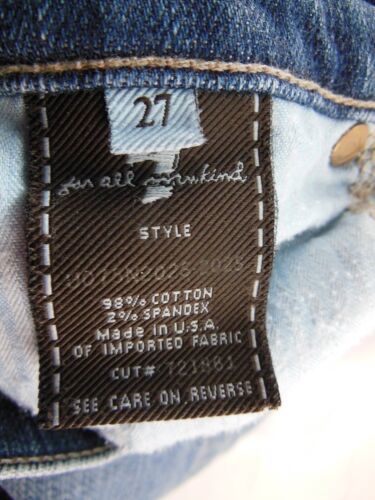 27
7
for all mankind
STYLE
98% COTTON
2% SPANDEX
Made in U.S.A.
OF IMPORTED FABRIC
CUT# 721861
SEE CARE ON REVERSE